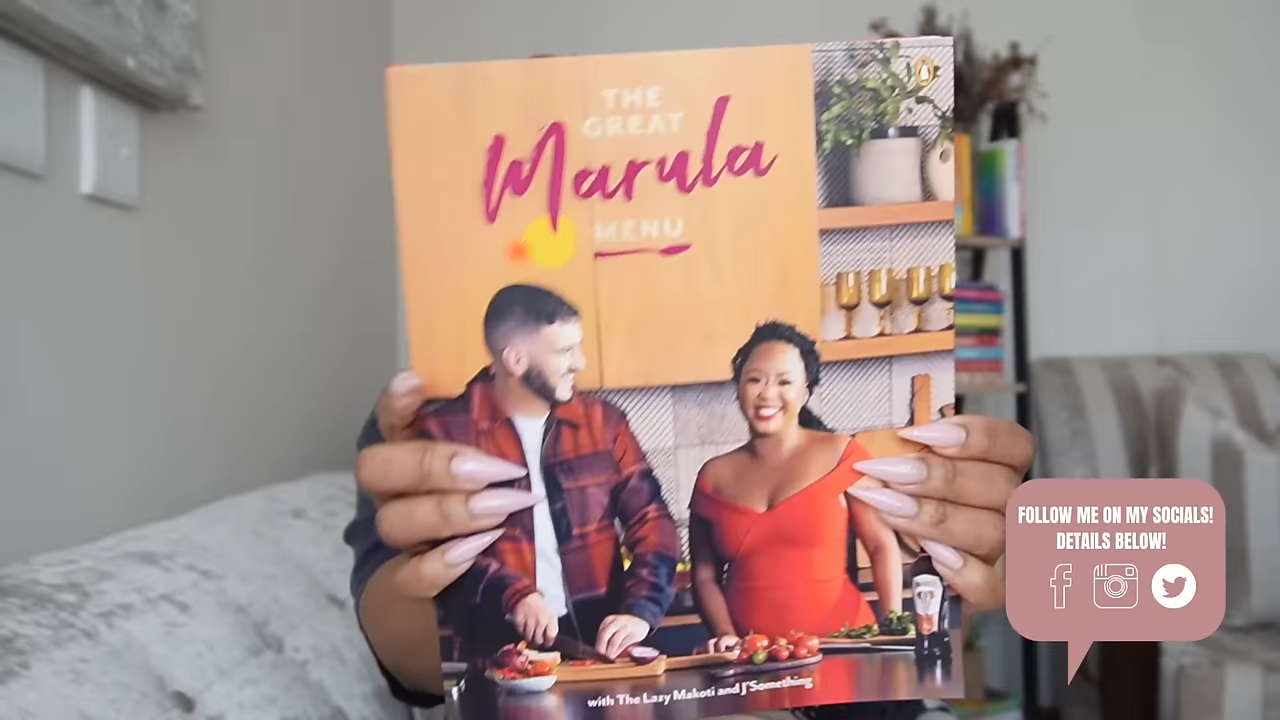 THE
GREAT
Marula
MENU
with The Lazy Makoti and J'Something
FOLLOW ME ON MY SOCIALS!
DETAILS BELOW!